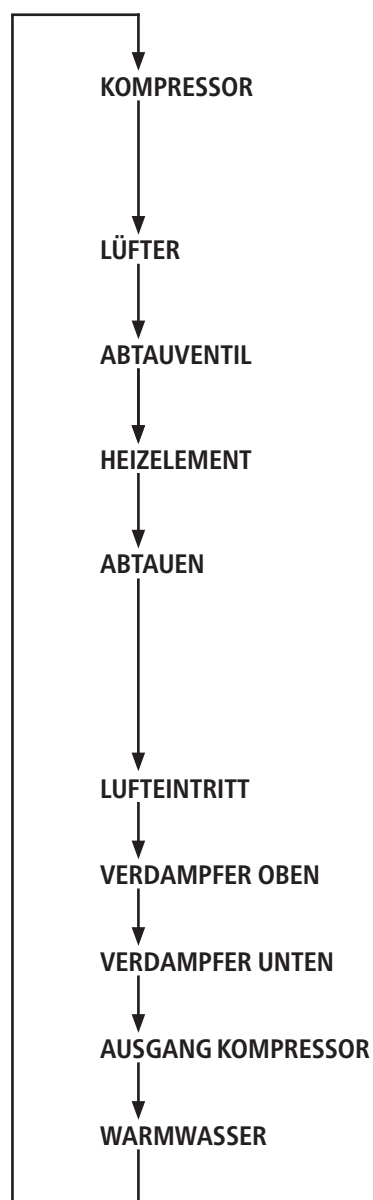 KOMPRESSOR
LÜFTER
ABTAUVENTIL
HEIZELEMENT
ABTAUEN
LUFTEINTRITT
VERDAMPFER OBEN
VERDAMPFER UNTEN
AUSGANG KOMPRESSOR
WARMWASSER